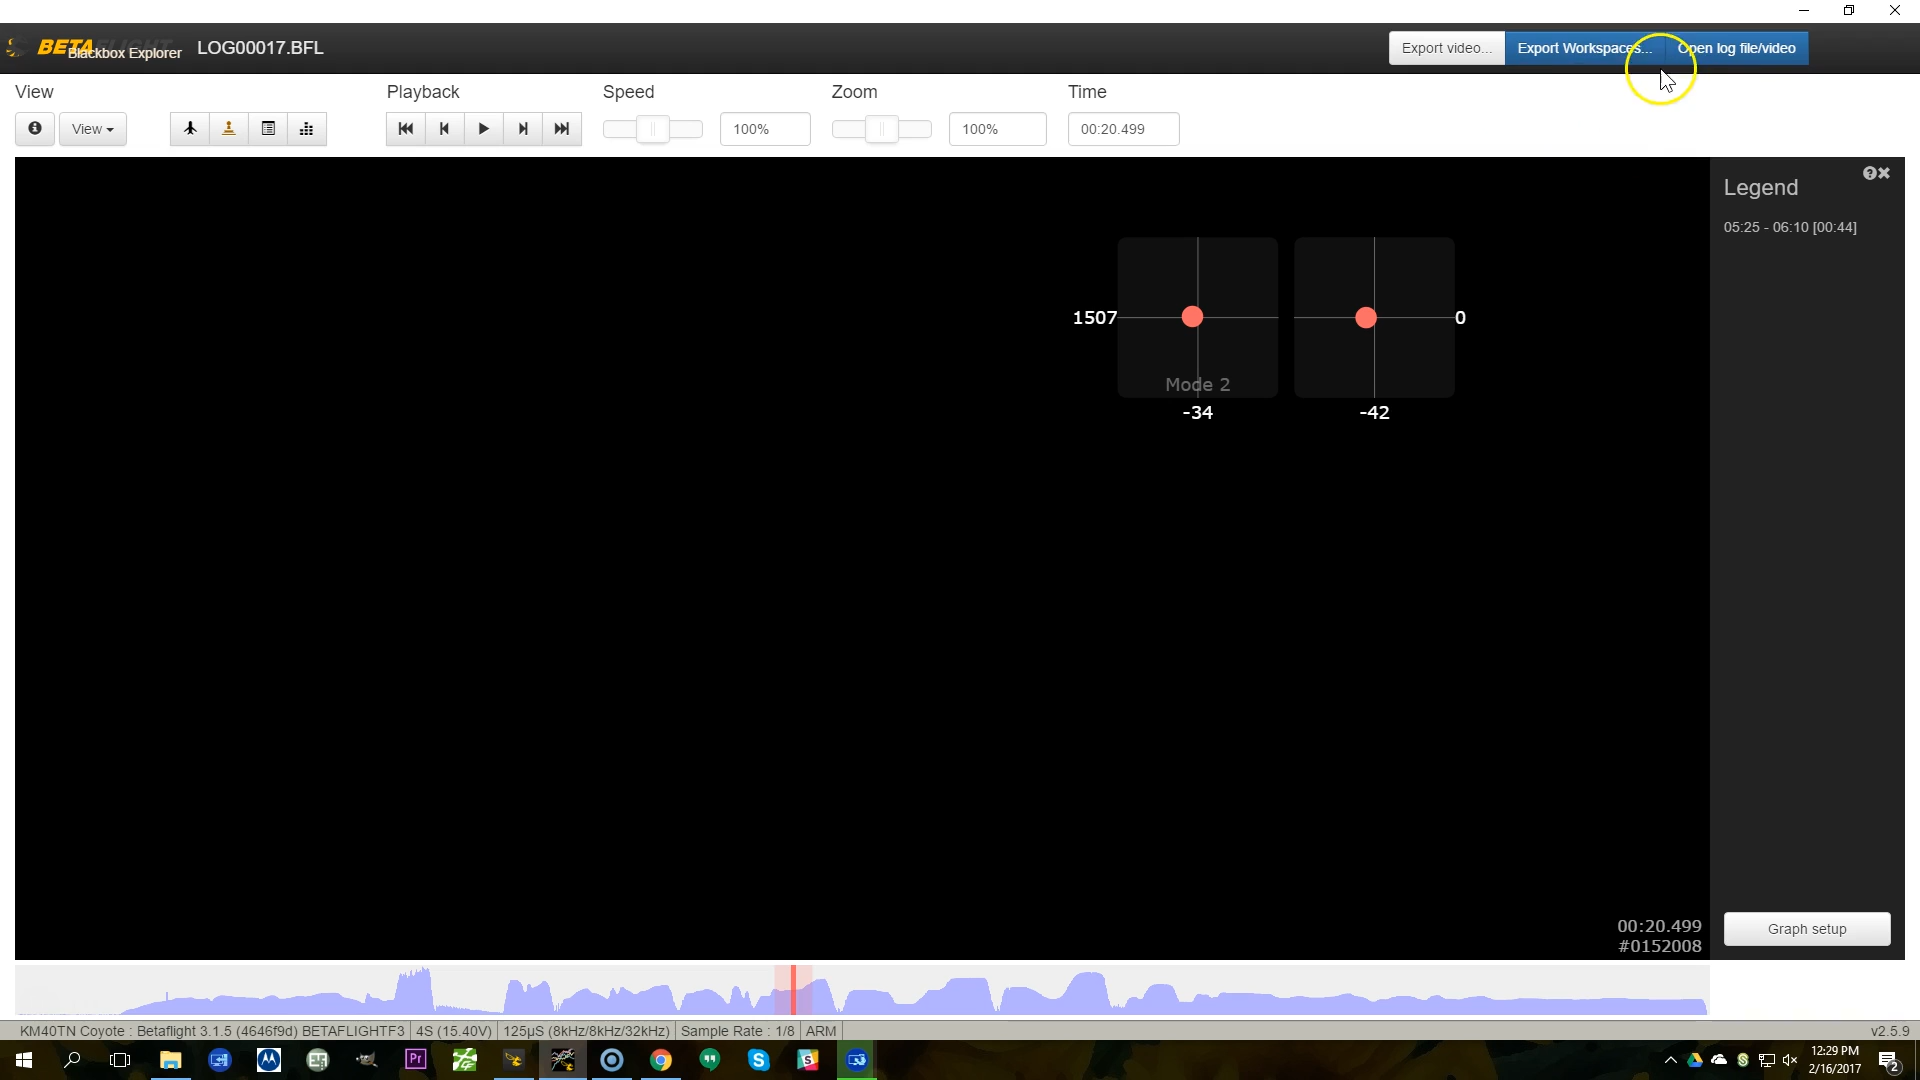 BETAFLIGHT
Blackbox Explorer
LOG00017.BFL
Export video...
Export Workspaces...
Open log file/video
View
Playback
Speed
Zoom
Time
View
100%
100%
00:20.499
Legend
05:25 - 06:10 [00:44]
1507
0
Mode 2
-34
-42
00:20.499
#0152008
Graph setup
KM40TN Coyote : Betaflight 3.1.5 (4646f9d) BETAFLIGHTF3
4S (15.40V)
125µS (8kHz/8kHz/32kHz)
Sample Rate : 1/8
ARM
v2.5.9
Pr
12:29 PM
2/16/2017
2